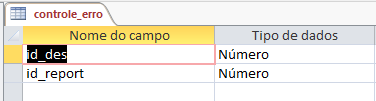 controle_erro
Nome do campo Tipo de dados
id_des Número
id_report Número